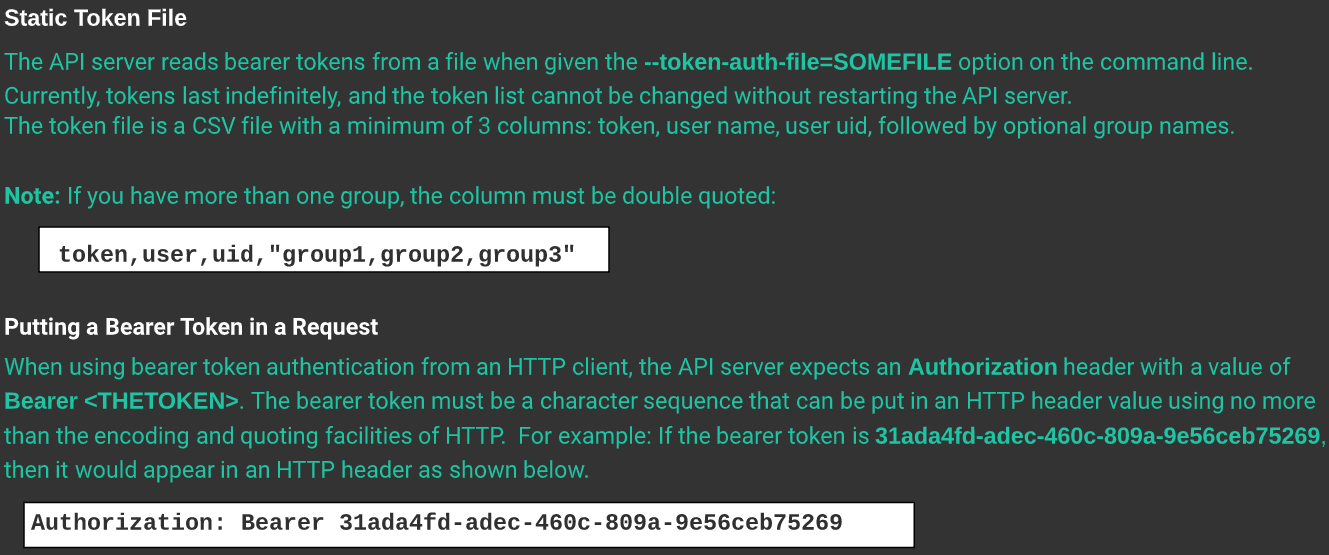 Static Token File
The API server reads bearer tokens from a file when given the --token-auth-file=SOMEFILE option on the command line.
Currently, tokens last indefinitely, and the token list cannot be changed without restarting the API server.
The token file is a CSV file with a minimum of 3 columns: token, user name, user uid, followed by optional group names.
Note: If you have more than one group, the column must be double quoted:
token,user,uid,"group1,group2,group3"
Putting a Bearer Token in a Request
When using bearer token authentication from an HTTP client, the API server expects an Authorization header with a value of
Bearer <THETOKEN>. The bearer token must be a character sequence that can be put in an HTTP header value using no more
than the encoding and quoting facilities of HTTP.  For example: If the bearer token is 31ada4fd-adec-460c-809a-9e56ceb75269,
then it would appear in an HTTP header as shown below.
Authorization: Bearer 31ada4fd-adec-460c-809a-9e56ceb75269